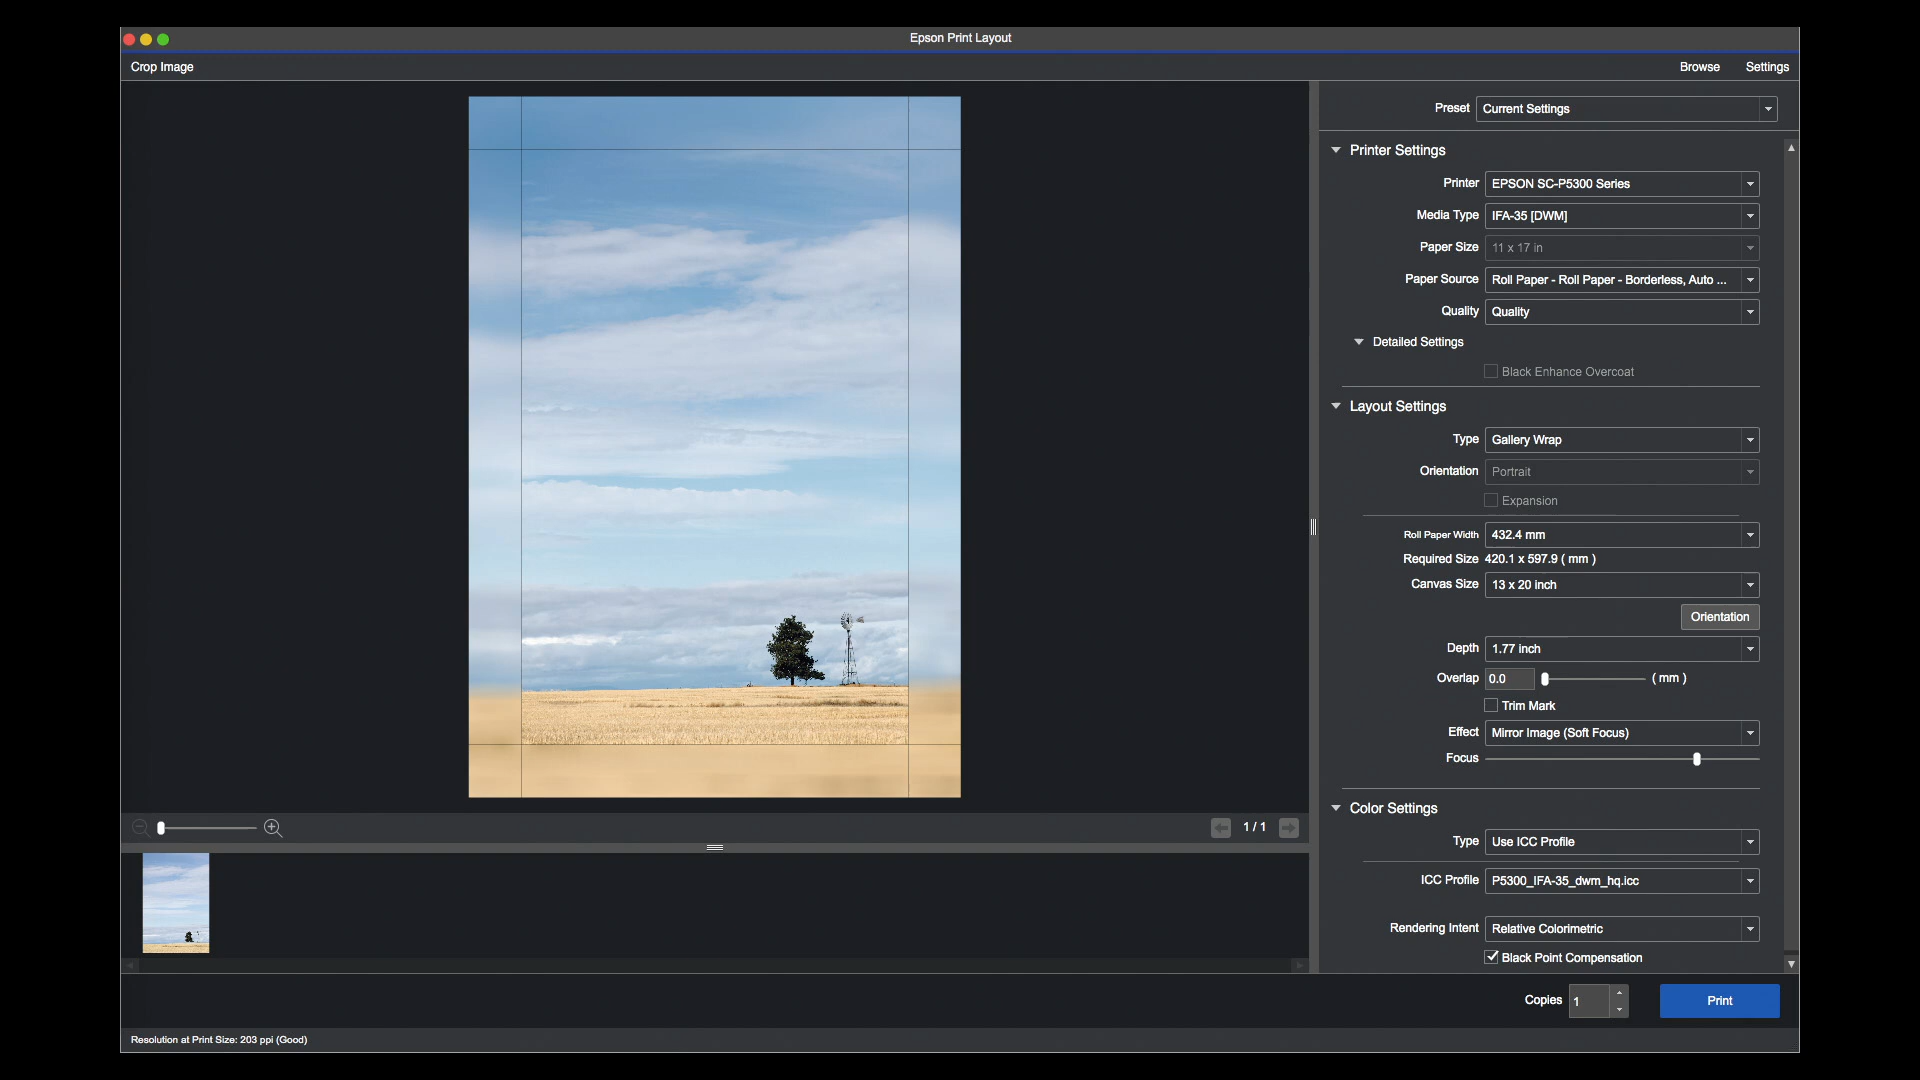 Epson Print Layout
Crop Image
Browse
Settings
Preset
Current Settings
Printer Settings
Printer
EPSON SC-P5300 Series
Media Type
IFA-35 [DWM]
Paper Size
11 x 17 in
Paper Source
Roll Paper - Roll Paper - Borderless, Auto ...
Quality
Quality
Detailed Settings
Black Enhance Overcoat
Layout Settings
Type
Gallery Wrap
Orientation
Portrait
Expansion
Roll Paper Width
432.4 mm
Required Size
420.1 x 597.9 ( mm )
Canvas Size
13 x 20 inch
Orientation
Depth
1.77 inch
Overlap
0.0
( mm )
Trim Mark
Effect
Mirror Image (Soft Focus)
Focus
1 / 1
Color Settings
Type
Use ICC Profile
ICC Profile
P5300_IFA-35_dwm_hq.icc
Rendering Intent
Relative Colorimetric
Black Point Compensation
Copies
1
Print
Resolution at Print Size: 203 ppi (Good)